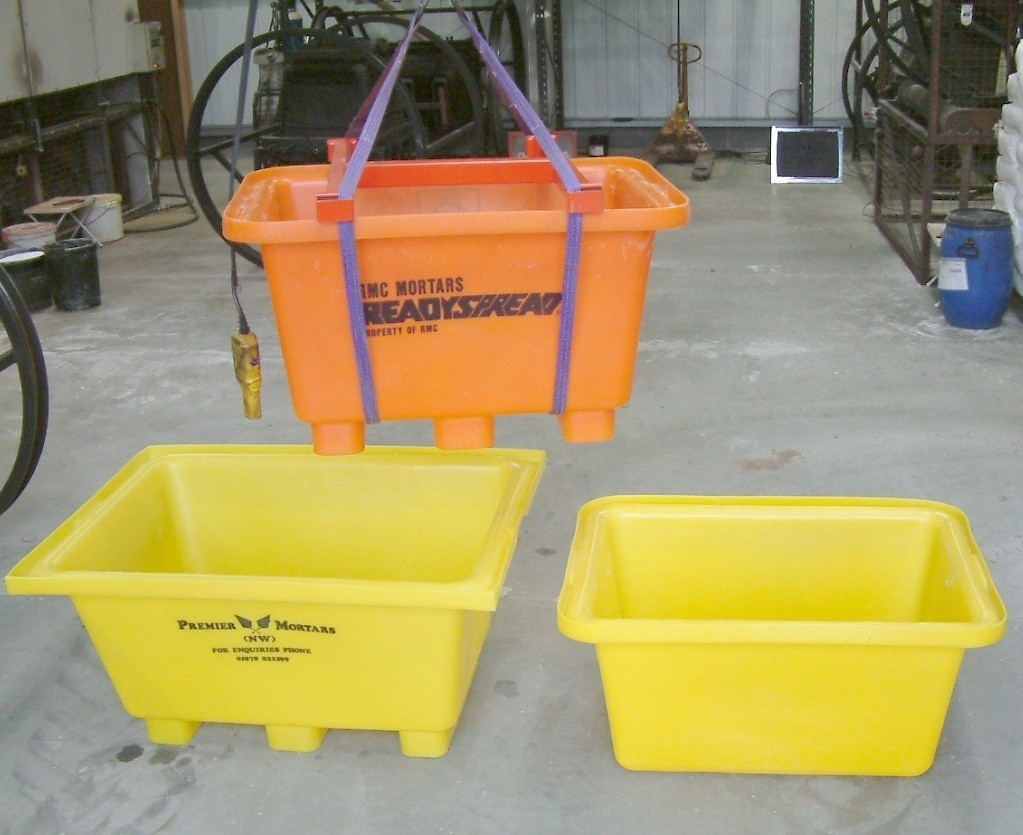 RMC MORTARS
READYSPREAD
PROPERTY OF RMC
PREMIER MORTARS
(NW)
FOR ENQUIRIES PHONE